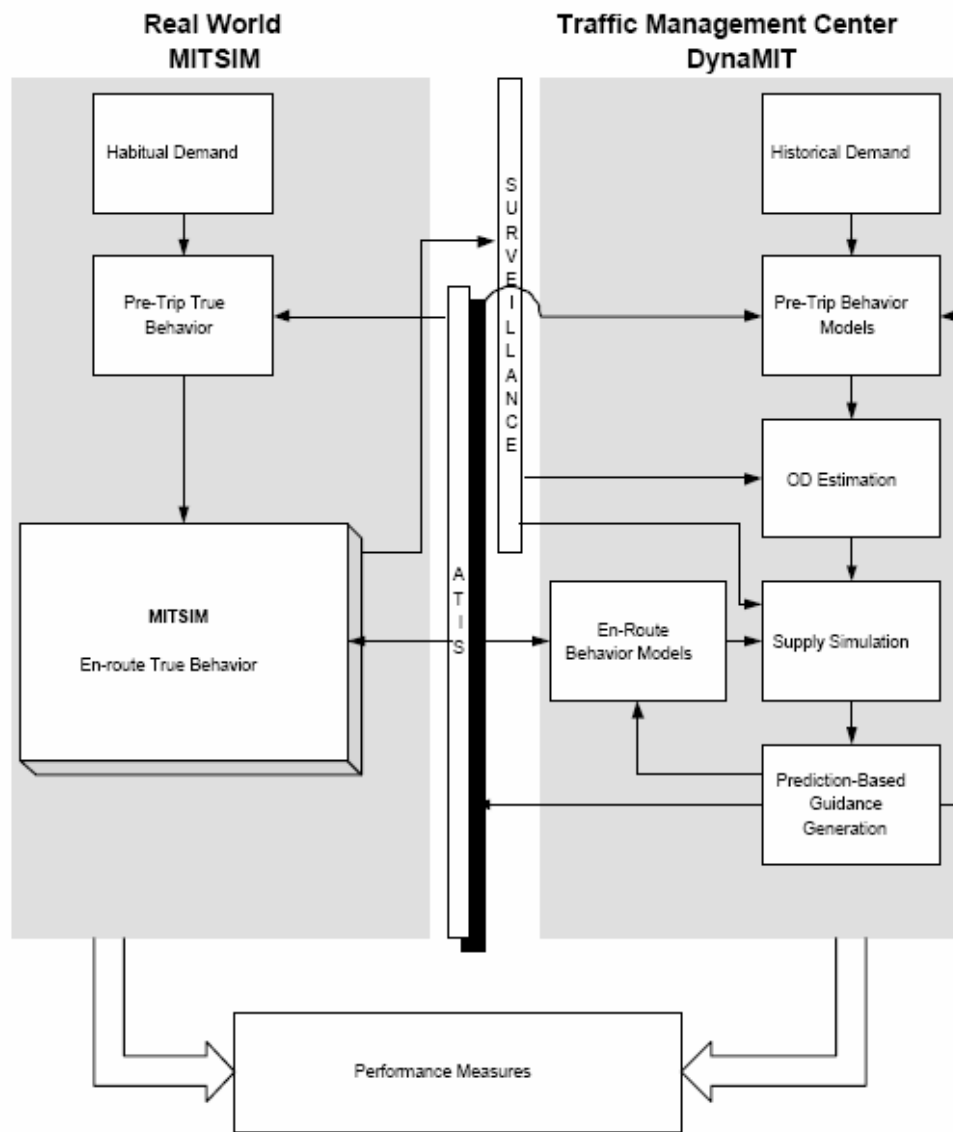 Real World
MITSIM
Traffic Management Center
DynaMIT
Habitual Demand
Pre-Trip True
Behavior
MITSIM
En-route True Behavior
SURVEILLANCE
ATIS
Historical Demand
Pre-Trip Behavior
Models
OD Estimation
En-Route
Behavior Models
Supply Simulation
Prediction-Based
Guidance
Generation
Performance Measures